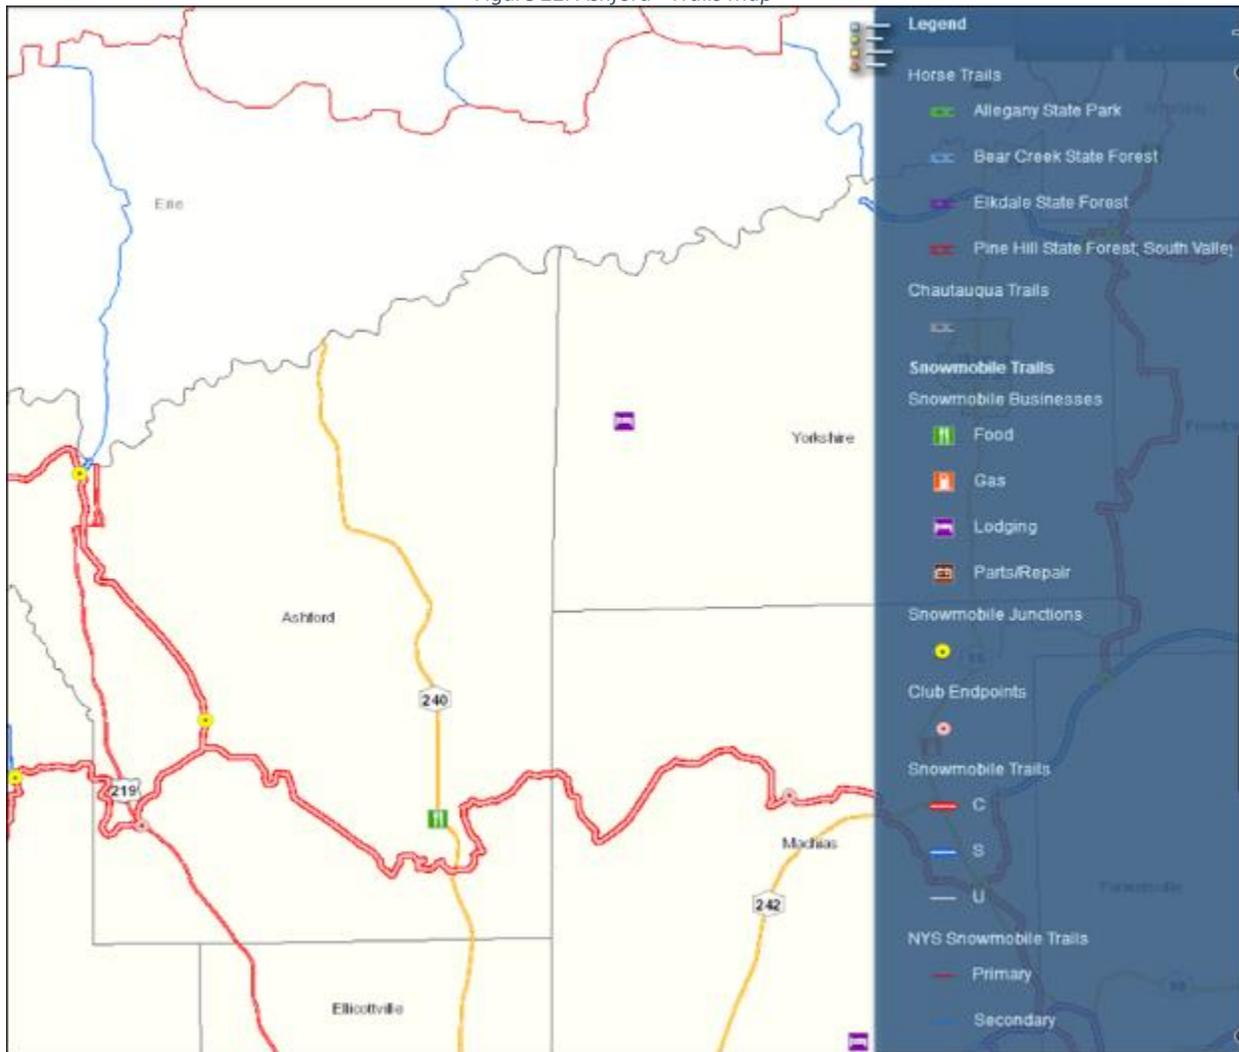 Legend
Horse Trails
Allegany State Park
Bear Creek State Forest
Elkdale State Forest
Pine Hill State Forest, South Valley
Chautauqua Trails
Snowmobile Trails
Snowmobile Businesses
Food
Gas
Lodging
Parts/Repair
Snowmobile Junctions
Club Endpoints
Snowmobile Trails
C
S
U
NYS Snowmobile Trails
Primary
Secondary
Erie
Yorkshire
Ashford
240
219
Machias
242
Ellicottville